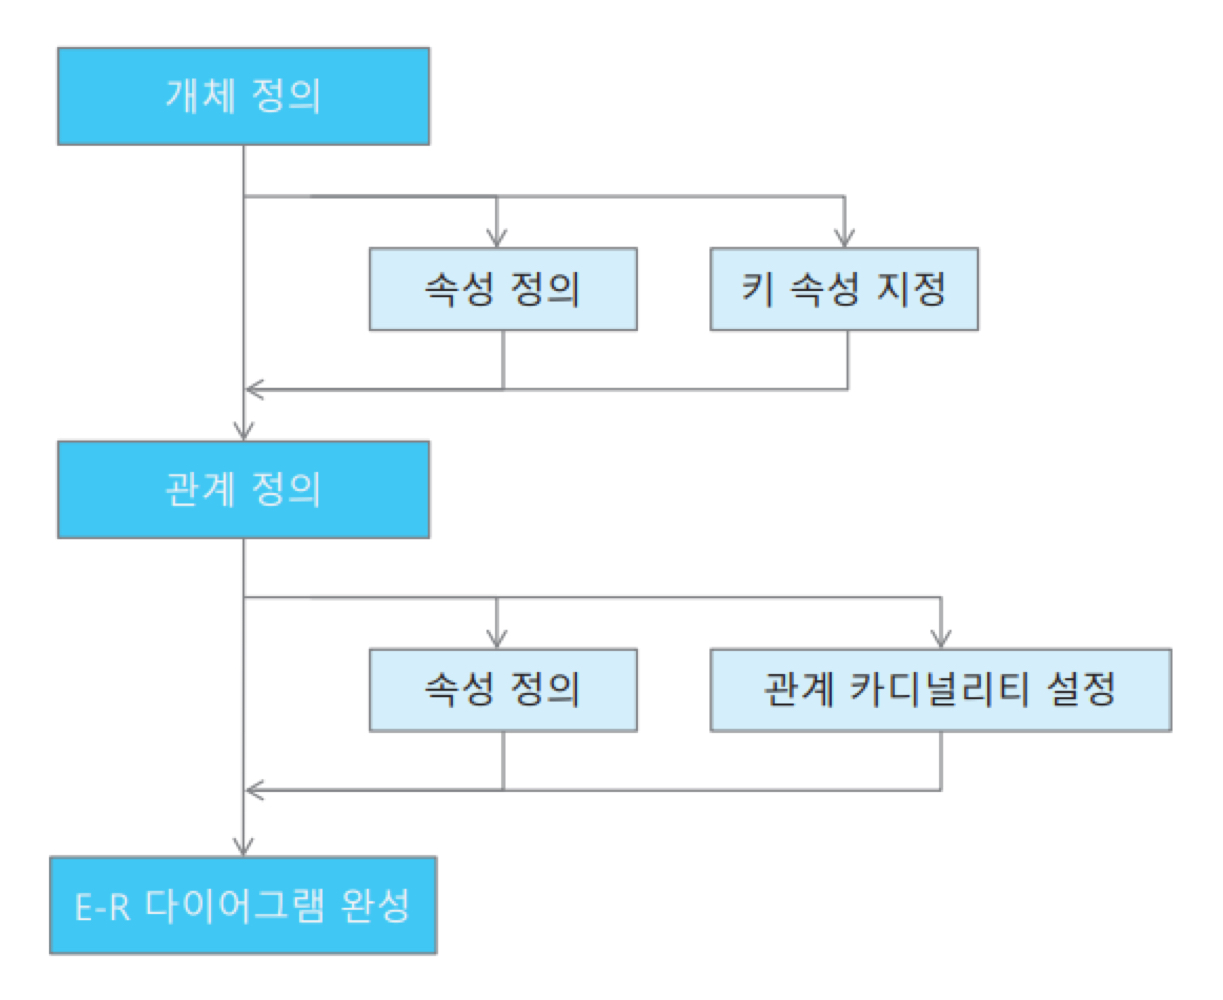 개체 정의
속성 정의
키 속성 지정
관계 정의
속성 정의
관계 카디널리티 설정
E-R 다이어그램 완성